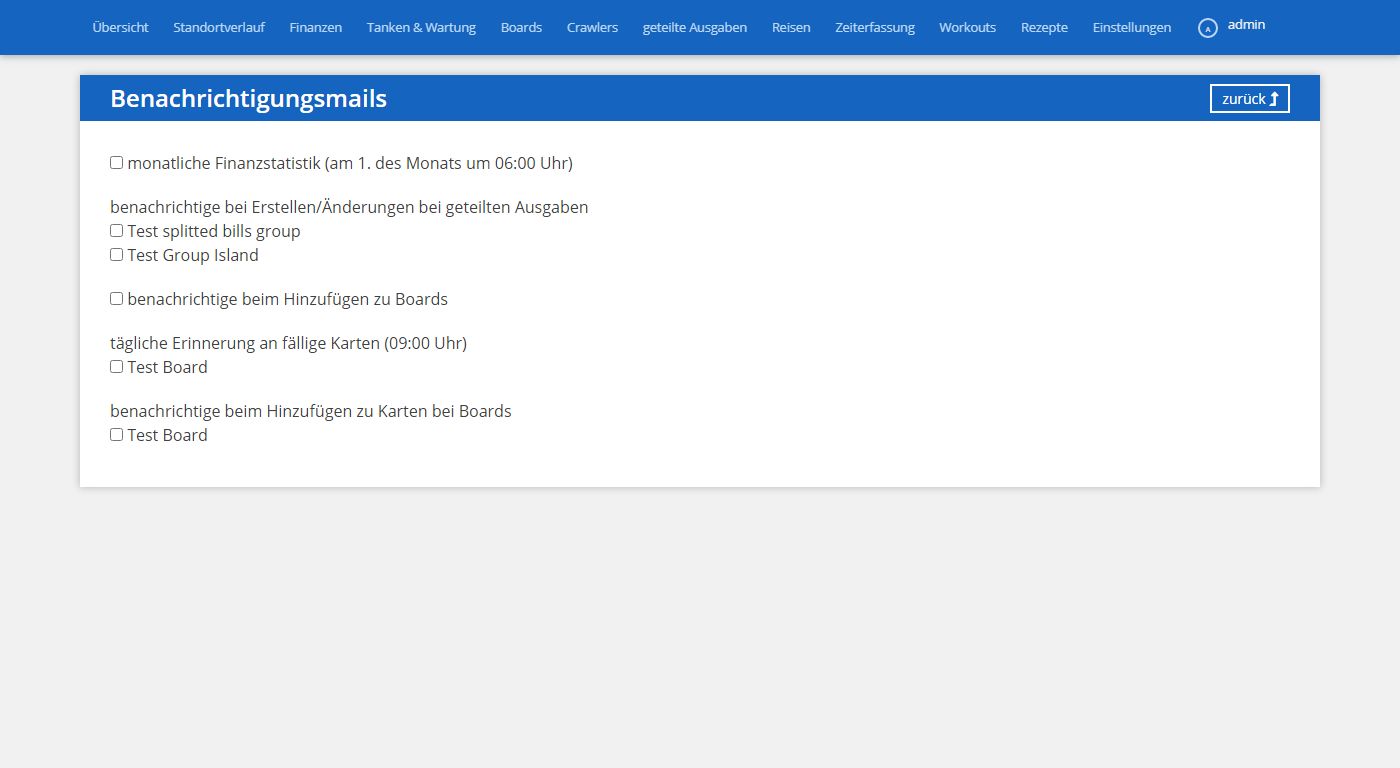 Übersicht Standortverlauf Finanzen Tanken & Wartung Boards Crawlers geteilte Ausgaben Reisen Zeiterfassung Workouts Rezepte Einstellungen A admin
Benachrichtigungsmails zurück
monatliche Finanzstatistik (am 1. des Monats um 06:00 Uhr)
benachrichtige bei Erstellen/Änderungen bei geteilten Ausgaben
Test splitted bills group
Test Group Island
benachrichtige beim Hinzufügen zu Boards
tägliche Erinnerung an fällige Karten (09:00 Uhr)
Test Board
benachrichtige beim Hinzufügen zu Karten bei Boards
Test Board